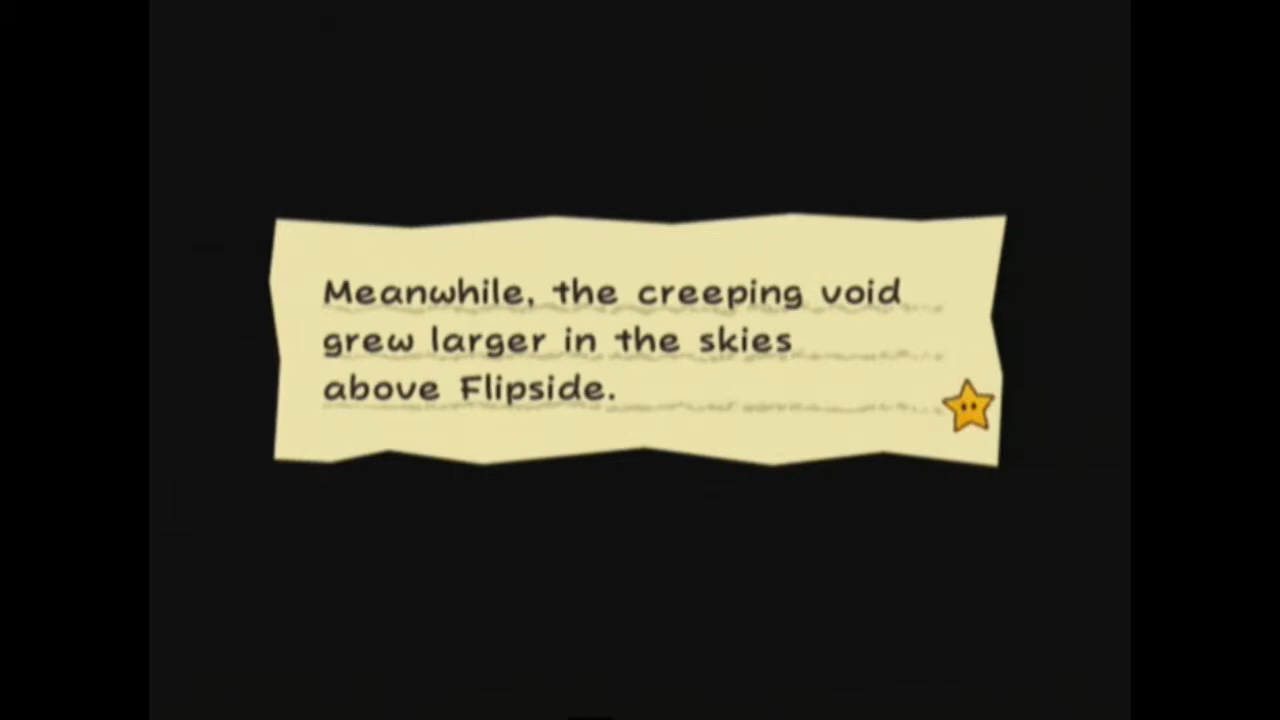 Meanwhile, the creeping void
grew larger in the skies
above Flipside.